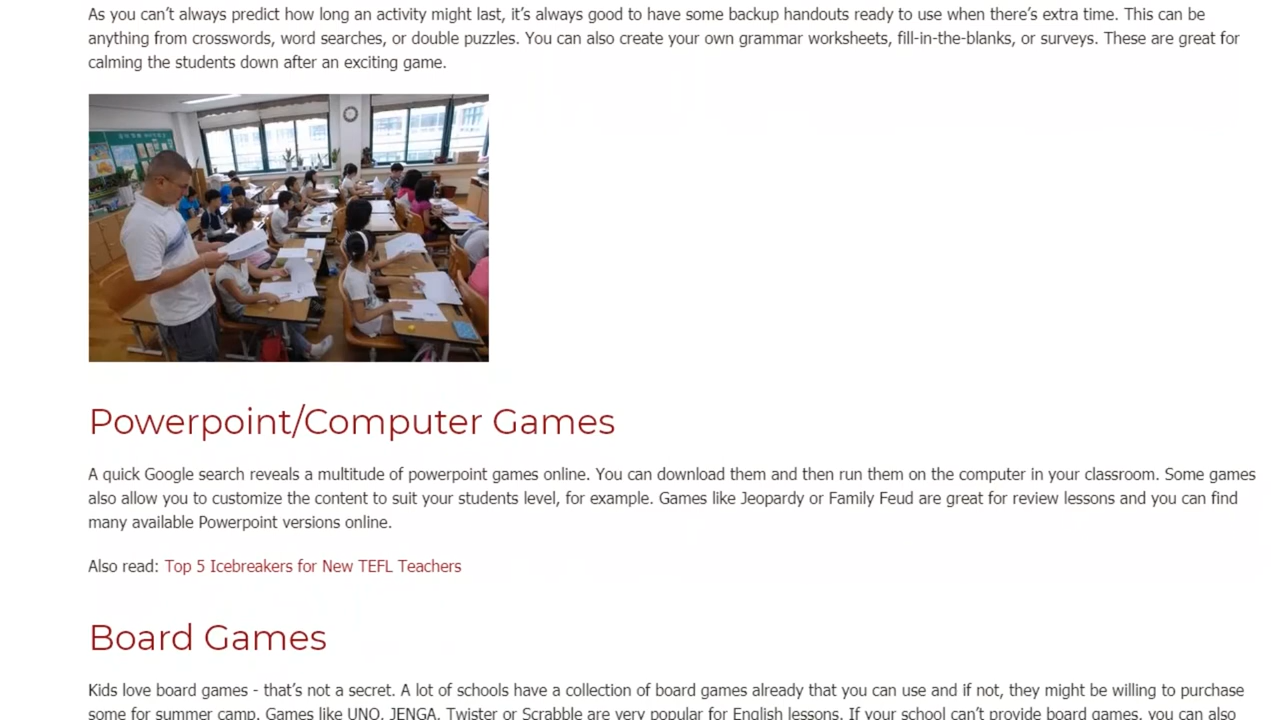 As you can’t always predict how long an activity might last, it’s always good to have some backup handouts ready to use when there’s extra time. This can be
anything from crosswords, word searches, or double puzzles. You can also create your own grammar worksheets, fill-in-the-blanks, or surveys. These are great for
calming the students down after an exciting game.
Powerpoint/Computer Games
A quick Google search reveals a multitude of powerpoint games online. You can download them and then run them on the computer in your classroom. Some games
also allow you to customize the content to suit your students level, for example. Games like Jeopardy or Family Feud are great for review lessons and you can find
many available Powerpoint versions online.
Also read: Top 5 Icebreakers for New TEFL Teachers
Board Games
Kids love board games - that’s not a secret. A lot of schools have a collection of board games already that you can use and if not, they might be willing to purchase
some for summer camp. Games like UNO, JENGA, Twister or Scrabble are very popular for English lessons. If your school can’t provide board games, you can also